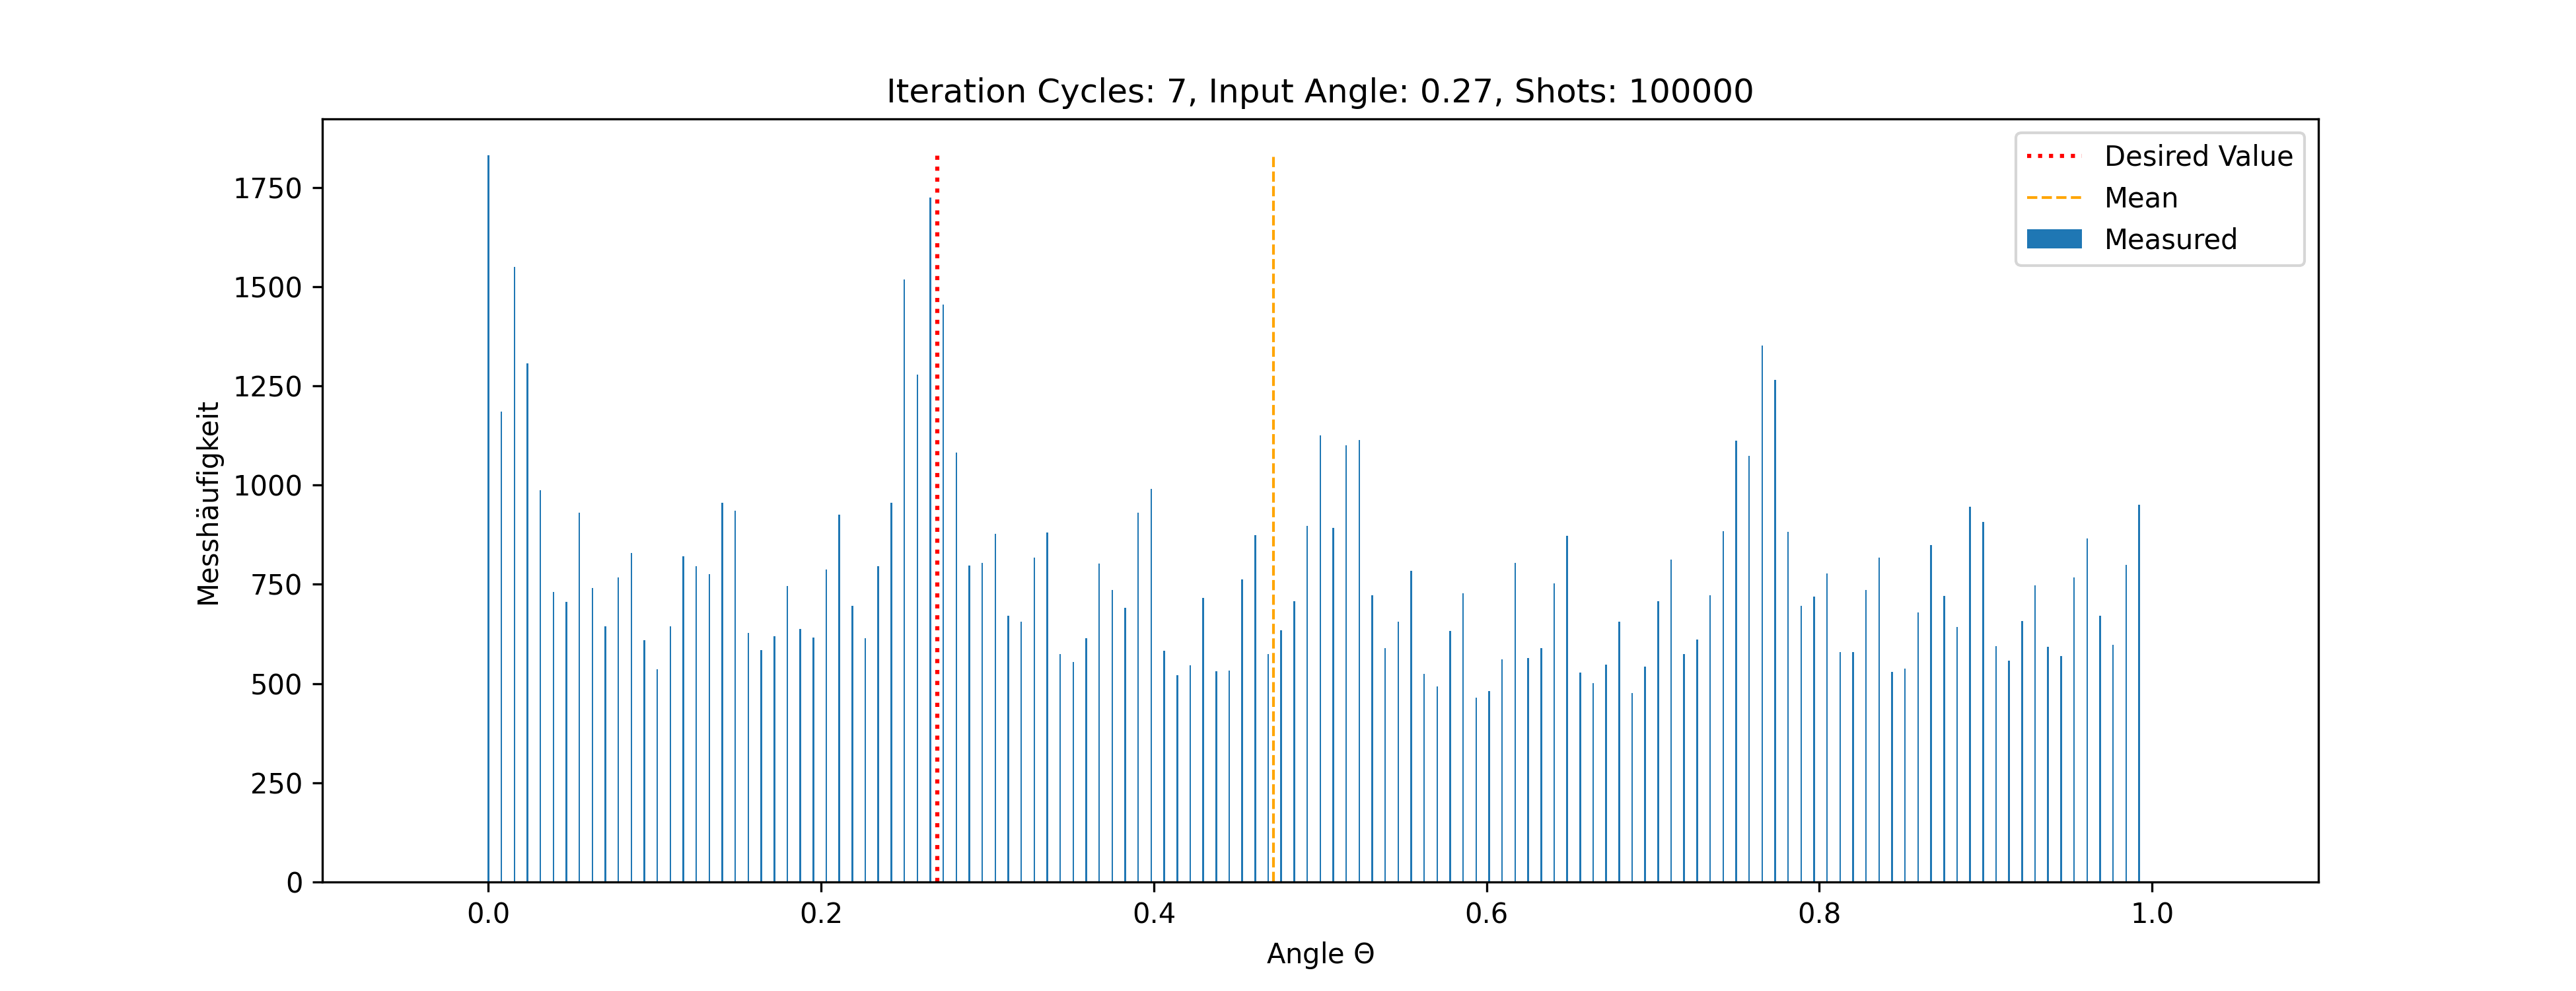 Iteration Cycles: 7, Input Angle: 0.27, Shots: 100000
Desired Value
Mean
Measured
Messhäufigkeit
1750
1500
1250
1000
750
500
250
0
0.0 0.2 0.4 0.6 0.8 1.0
Angle Θ